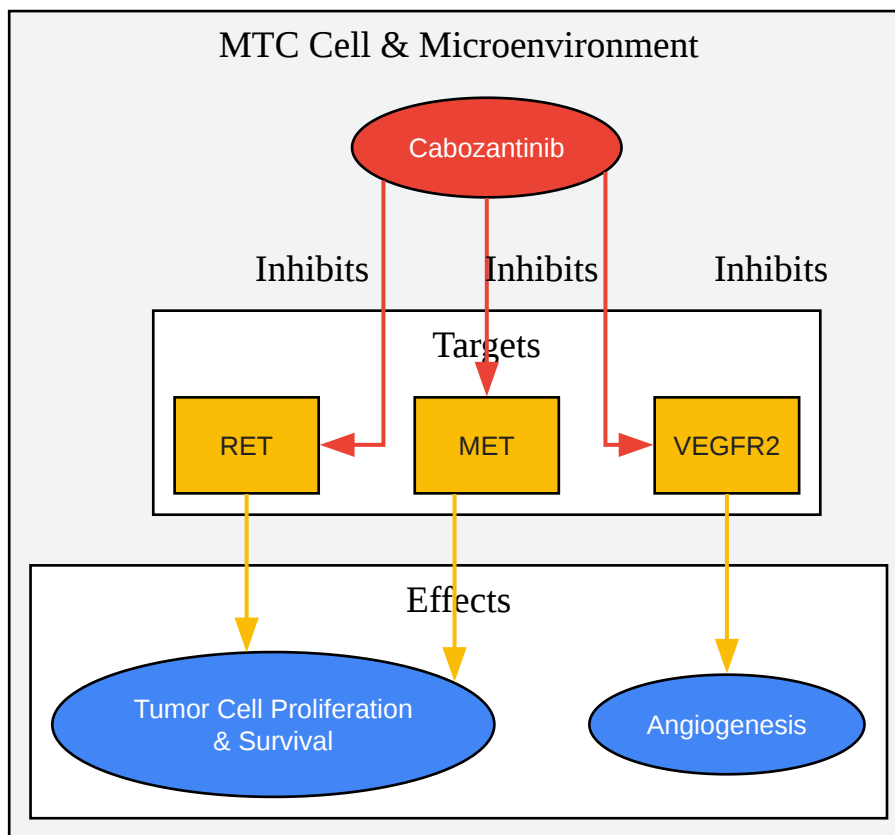 MTC Cell & Microenvironment
Cabozantinib
Inhibits
Inhibits
Inhibits
Targets
RET
MET
VEGFR2
Effects
Tumor Cell Proliferation
& Survival
Angiogenesis